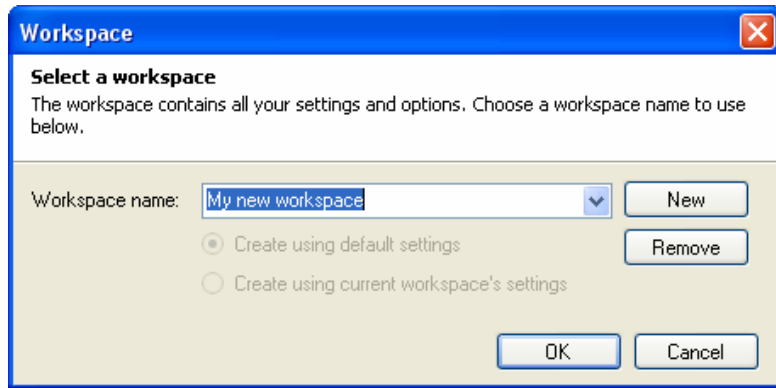 Workspace
Select a workspace
The workspace contains all your settings and options. Choose a workspace name to use
below.
Workspace name: My new workspace New
Create using default settings Remove
Create using current workspace's settings
OK Cancel